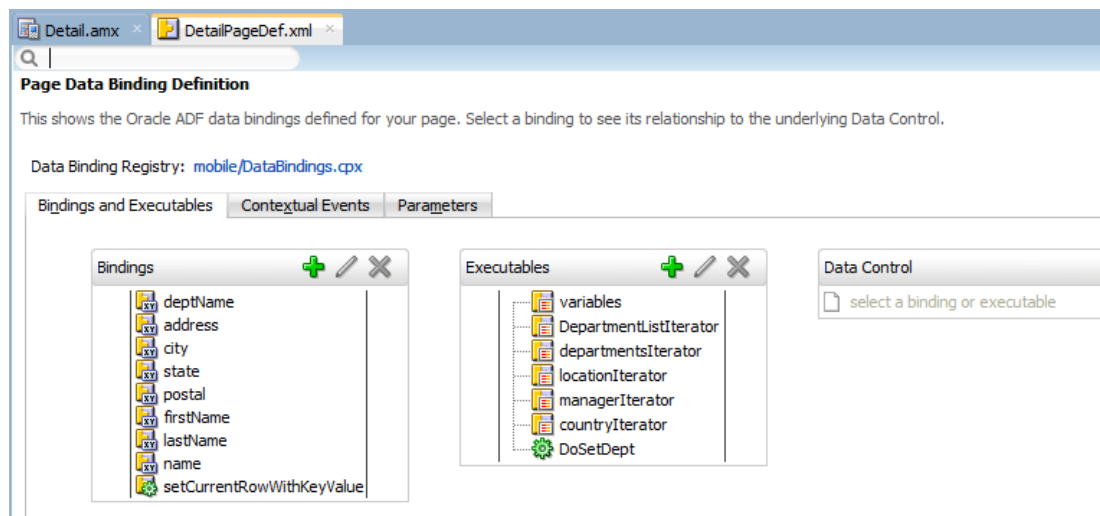 Detail.amx
DetailPageDef.xml
Page Data Binding Definition
This shows the Oracle ADF data bindings defined for your page. Select a binding to see its relationship to the underlying Data Control.
Data Binding Registry: mobile/DataBindings.cpx
Bindings and Executables
Contextual Events
Parameters
Bindings
deptName
address
city
state
postal
firstName
lastName
name
setCurrentRowWithKeyValue
Executables
variables
DepartmentListIterator
departmentsIterator
locationIterator
managerIterator
countryIterator
DoSetDept
Data Control
select a binding or executable